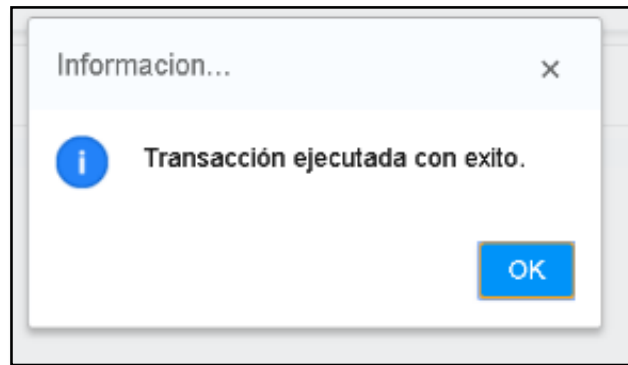 Informacion...
×
i
Transacción ejecutada con exito.
OK